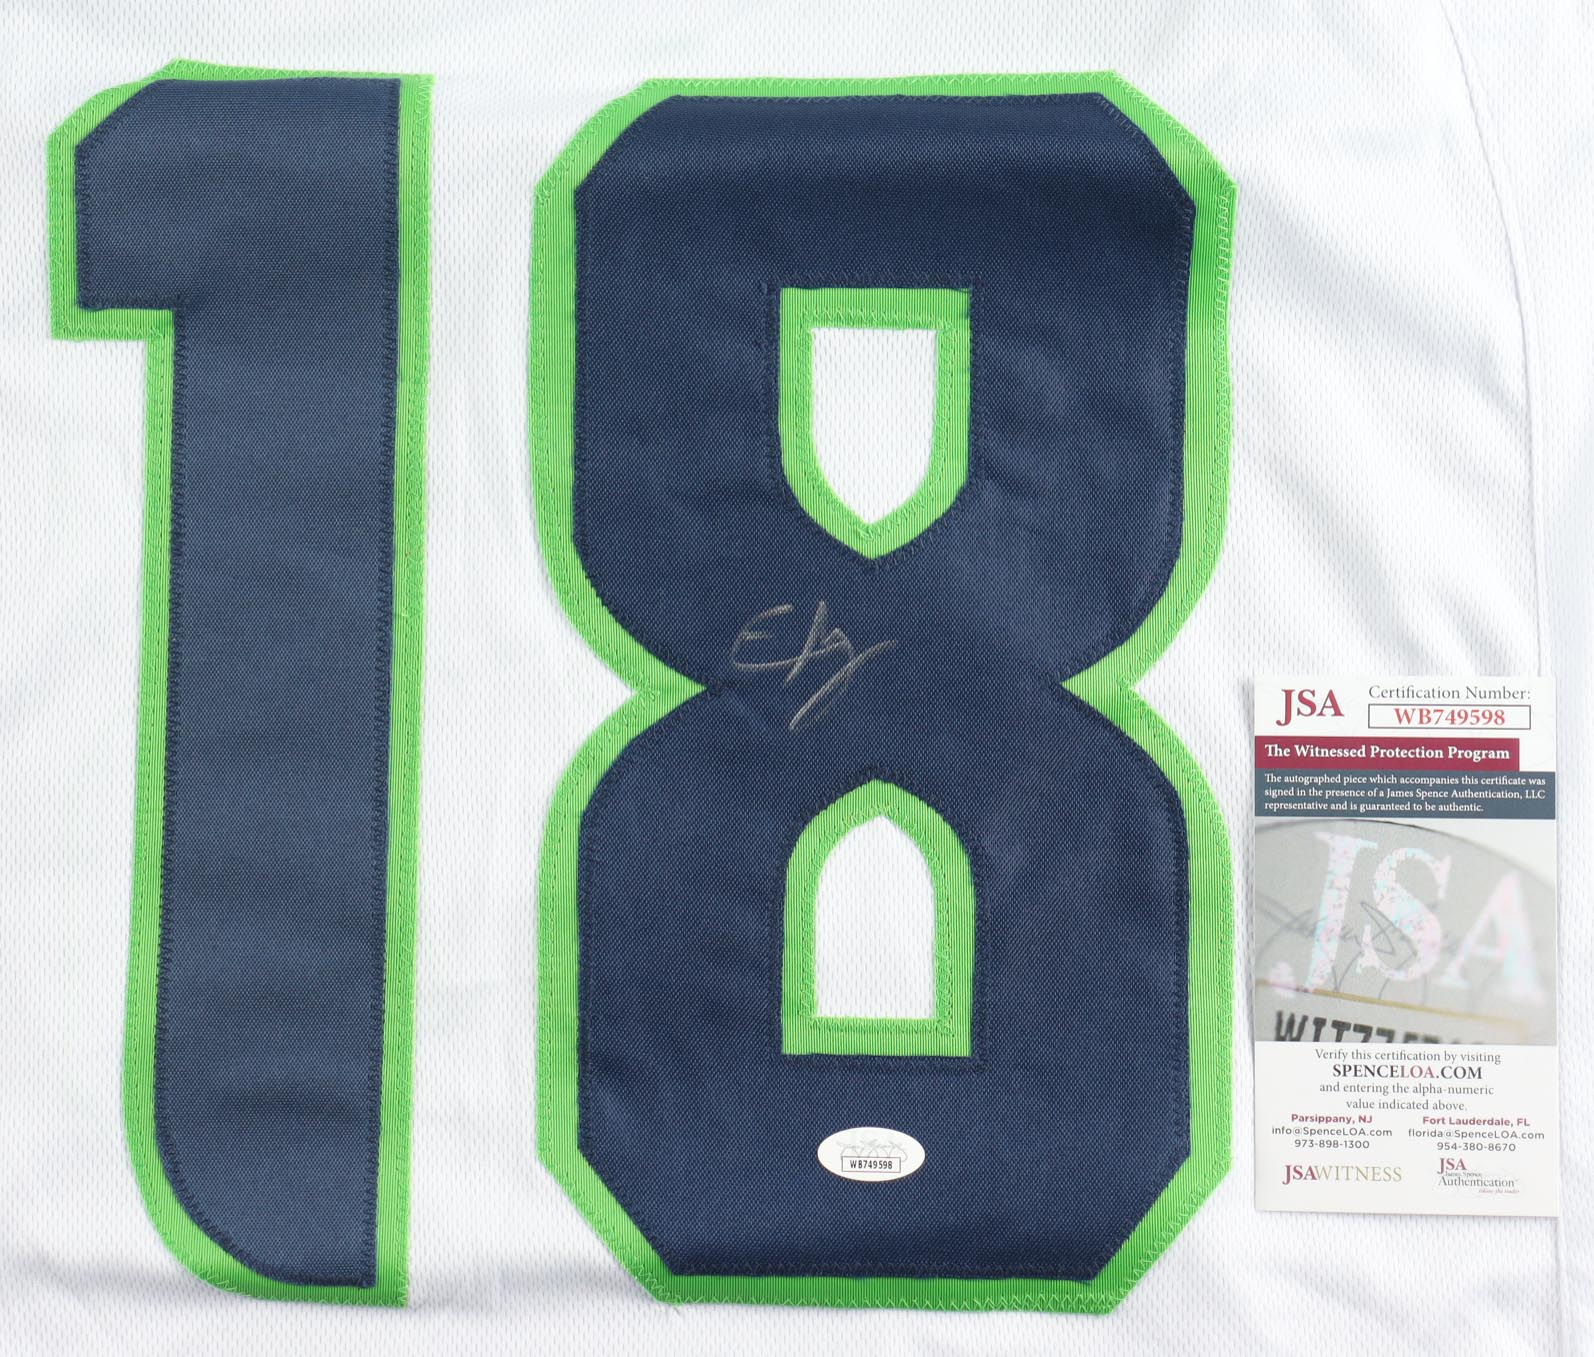 18
JSA
Certification Number:
WB749598
The Witnessed Protection Program
The autographed piece which accompanies this certificate was
signed in the presence of a James Spence Authentication, LLC
representative and is guaranteed to be authentic.
JSA
Verify this certification by visiting
SPENCELOA.COM
and entering the alpha-numeric
value indicated above.
Parsippany, NJ
info@SpenceLOA.com
973-898-1300
Fort Lauderdale, FL
florida@SpenceLOA.com
954-380-8670
JSAWITNESS
JSA
James Spence
Authentication
WB749598